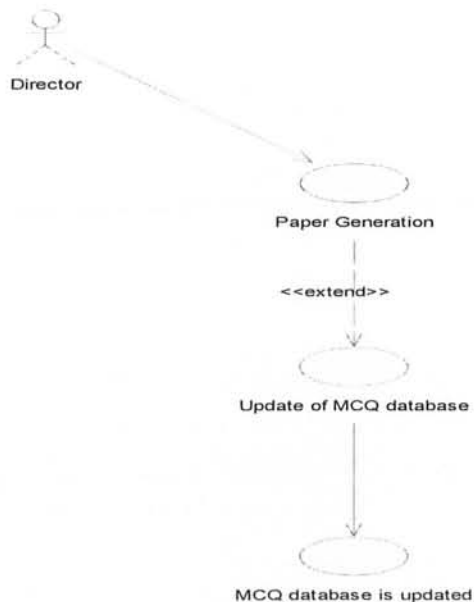 Director
Paper Generation
<<extend>>
Update of MCQ database
MCQ database is updated